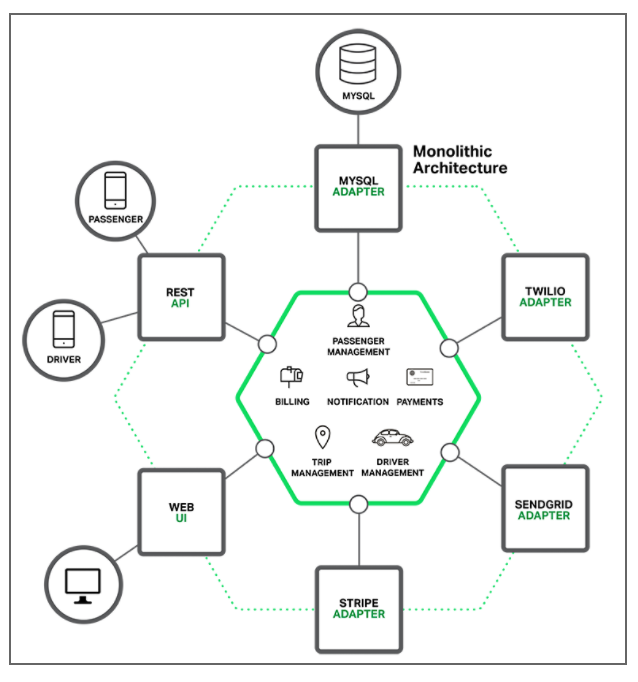 MYSQL
Monolithic
Architecture
MYSQL
ADAPTER
PASSENGER
REST
API
TWILIO
ADAPTER
DRIVER
PASSENGER
MANAGEMENT
BILLING
NOTIFICATION
PAYMENTS
TRIP
MANAGEMENT
DRIVER
MANAGEMENT
WEB
UI
SENDGRID
ADAPTER
STRIPE
ADAPTER